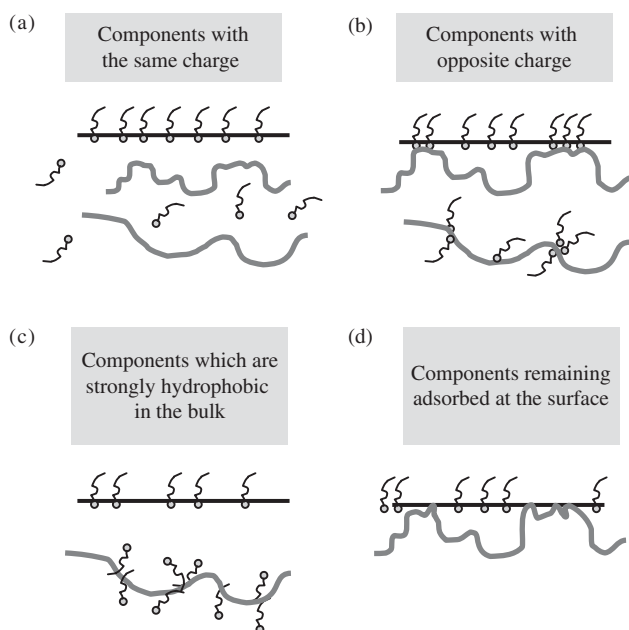 (a)
Components with
the same charge
(b)
Components with
opposite charge
(c)
Components which are
strongly hydrophobic
in the bulk
(d)
Components remaining
adsorbed at the surface